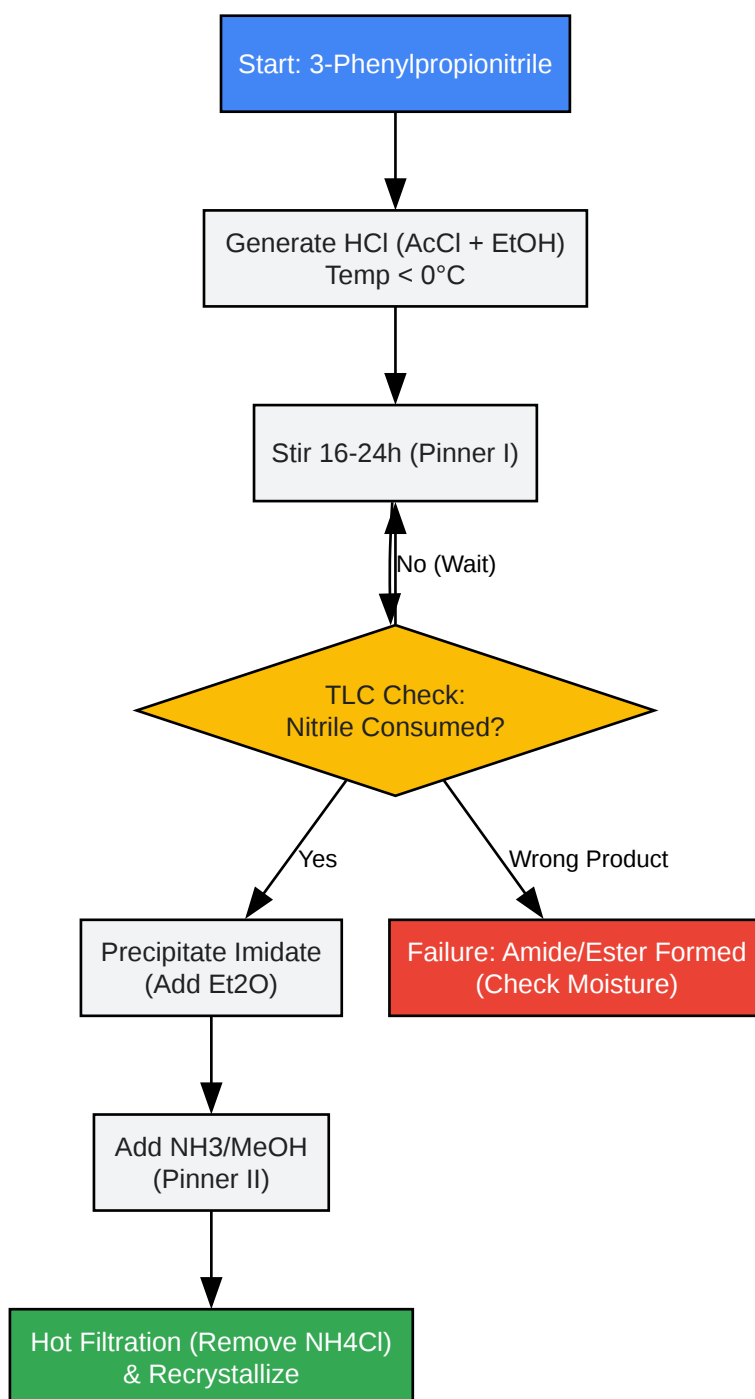 Start: 3-Phenylpropionitrile
Generate HCl (AcCl + EtOH)
Temp < 0°C
Stir 16-24h (Pinner I)
No (Wait)
TLC Check:
Nitrile Consumed?
Yes
Wrong Product
Precipitate Imidate
(Add Et2O)
Failure: Amide/Ester Formed
(Check Moisture)
Add NH3/MeOH
(Pinner II)
Hot Filtration (Remove NH4Cl)
& Recrystallize